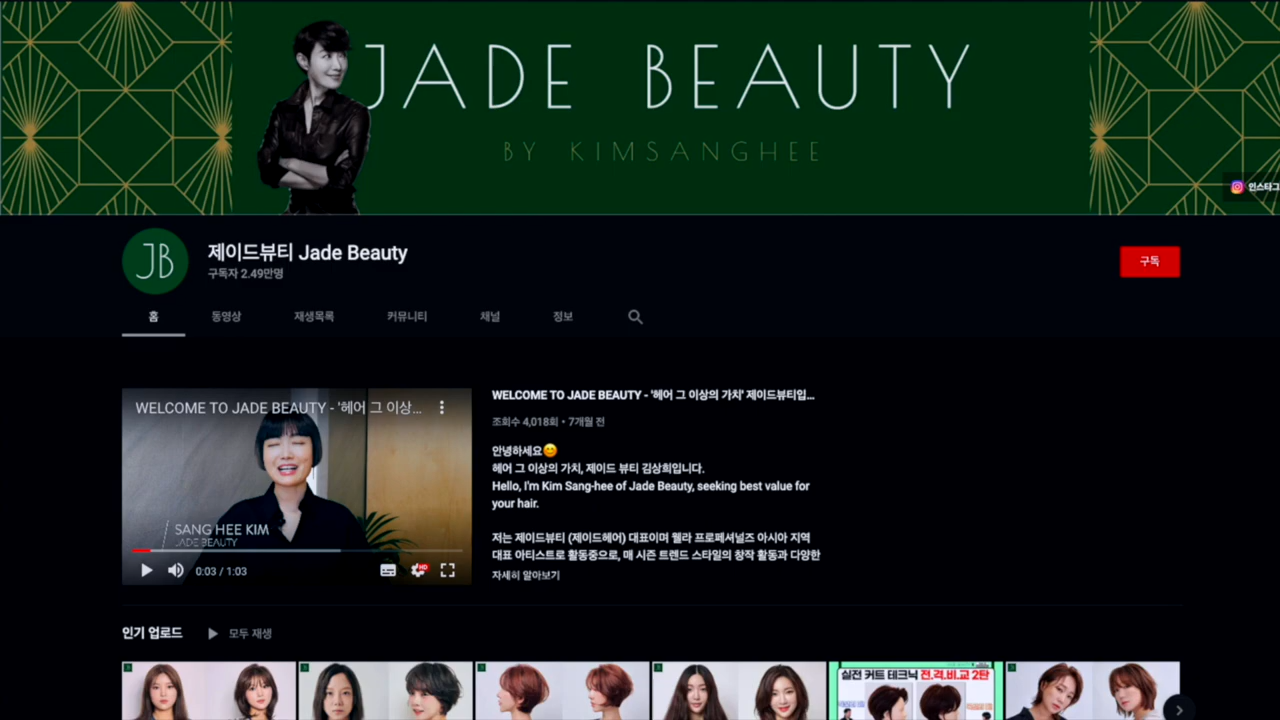 JADE BEAUTY
BY KIMSANGHEE
인스타그
JB
제이드뷰티 Jade Beauty
구독자 2.49만명
구독
홈 동영상 재생목록 커뮤니티 채널 정보
WELCOME TO JADE BEAUTY - '헤어 그 이상...
SANG HEE KIM
JADE BEAUTY
0:03 / 1:03
HD
WELCOME TO JADE BEAUTY - '헤어 그 이상의 가치' 제이드뷰티입...
조회수 4,018회 • 7개월 전
안녕하세요😊
헤어 그 이상의 가치, 제이드 뷰티 김상희입니다.
Hello, I'm Kim Sang-hee of Jade Beauty, seeking best value for
your hair.
저는 제이드뷰티 (제이드헤어) 대표이며 웰라 프로페셔널즈 아시아 지역
대표 아티스트로 활동중으로, 매 시즌 트렌드 스타일의 창작 활동과 다양한
자세히 알아보기
인기 업로드 모두 재생
실전 커트 테크닉 전.격.비.교 2탄